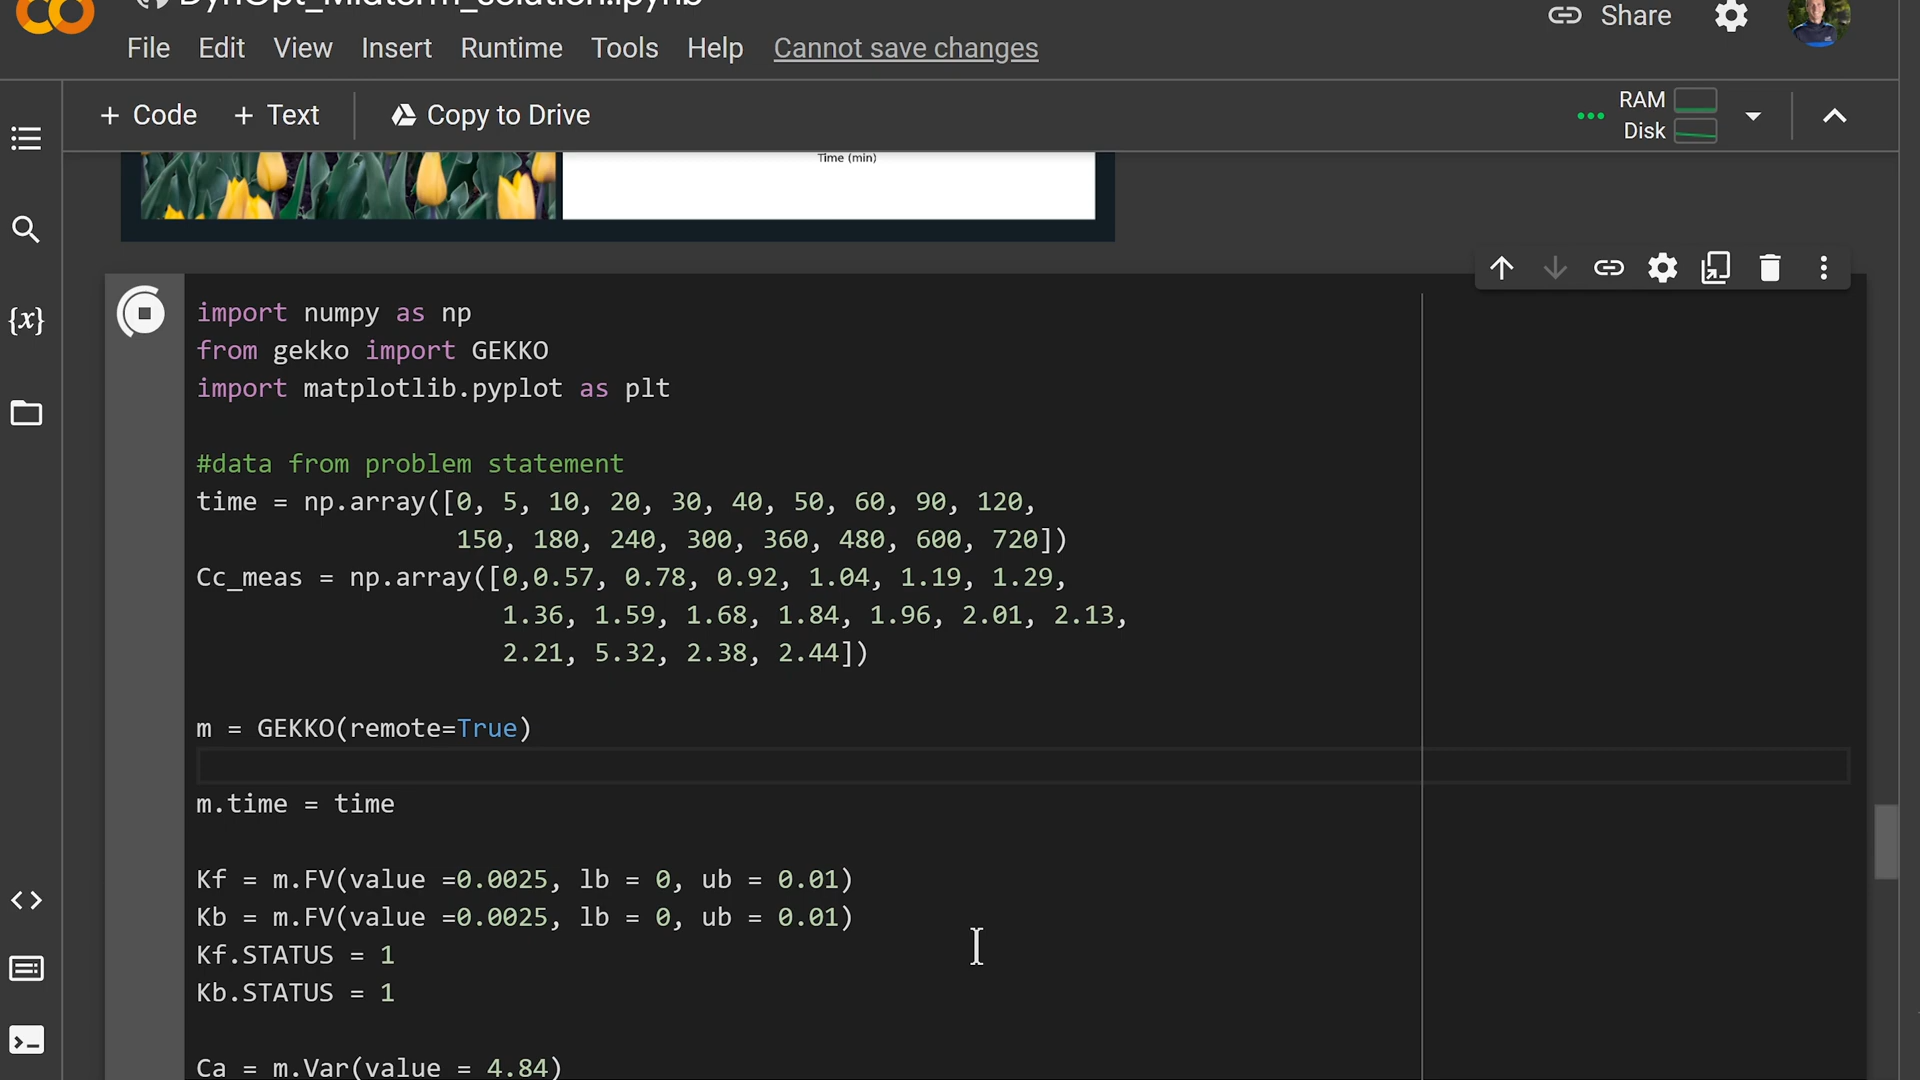 DynOpt_Midterm_solution.ipynb
Share
File Edit View Insert Runtime Tools Help Cannot save changes
+ Code + Text Copy to Drive
RAM
Disk
Time (min)
{x}
import numpy as np
from gekko import GEKKO
import matplotlib.pyplot as plt
#data from problem statement
time = np.array([0, 5, 10, 20, 30, 40, 50, 60, 90, 120,
150, 180, 240, 300, 360, 480, 600, 720])
Cc_meas = np.array([0,0.57, 0.78, 0.92, 1.04, 1.19, 1.29,
1.36, 1.59, 1.68, 1.84, 1.96, 2.01, 2.13,
2.21, 5.32, 2.38, 2.44])
m = GEKKO(remote=True)
m.time = time
Kf = m.FV(value =0.0025, lb = 0, ub = 0.01)
Kb = m.FV(value =0.0025, lb = 0, ub = 0.01)
Kf.STATUS = 1
Kb.STATUS = 1
Ca = m.Var(value = 4.84)